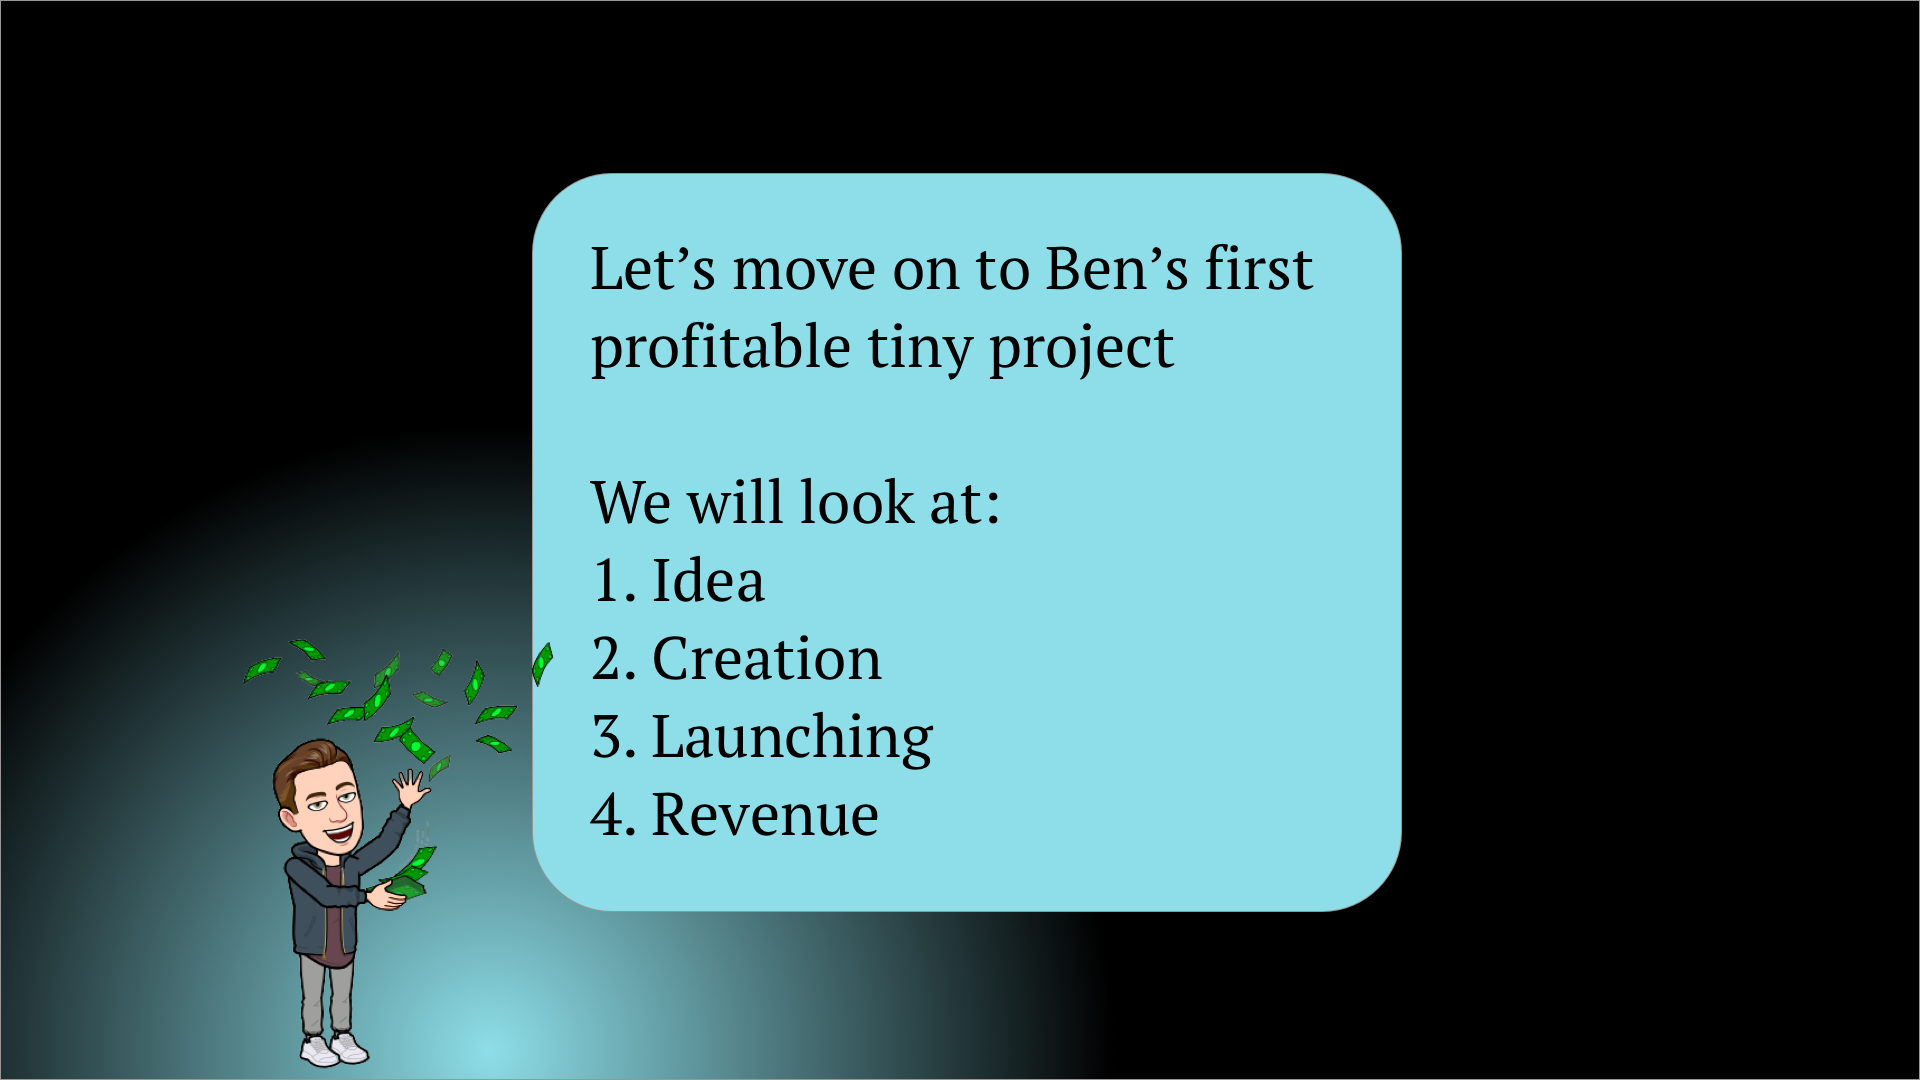 Let’s move on to Ben’s first
profitable tiny project
We will look at:
1. Idea
2. Creation
3. Launching
4. Revenue